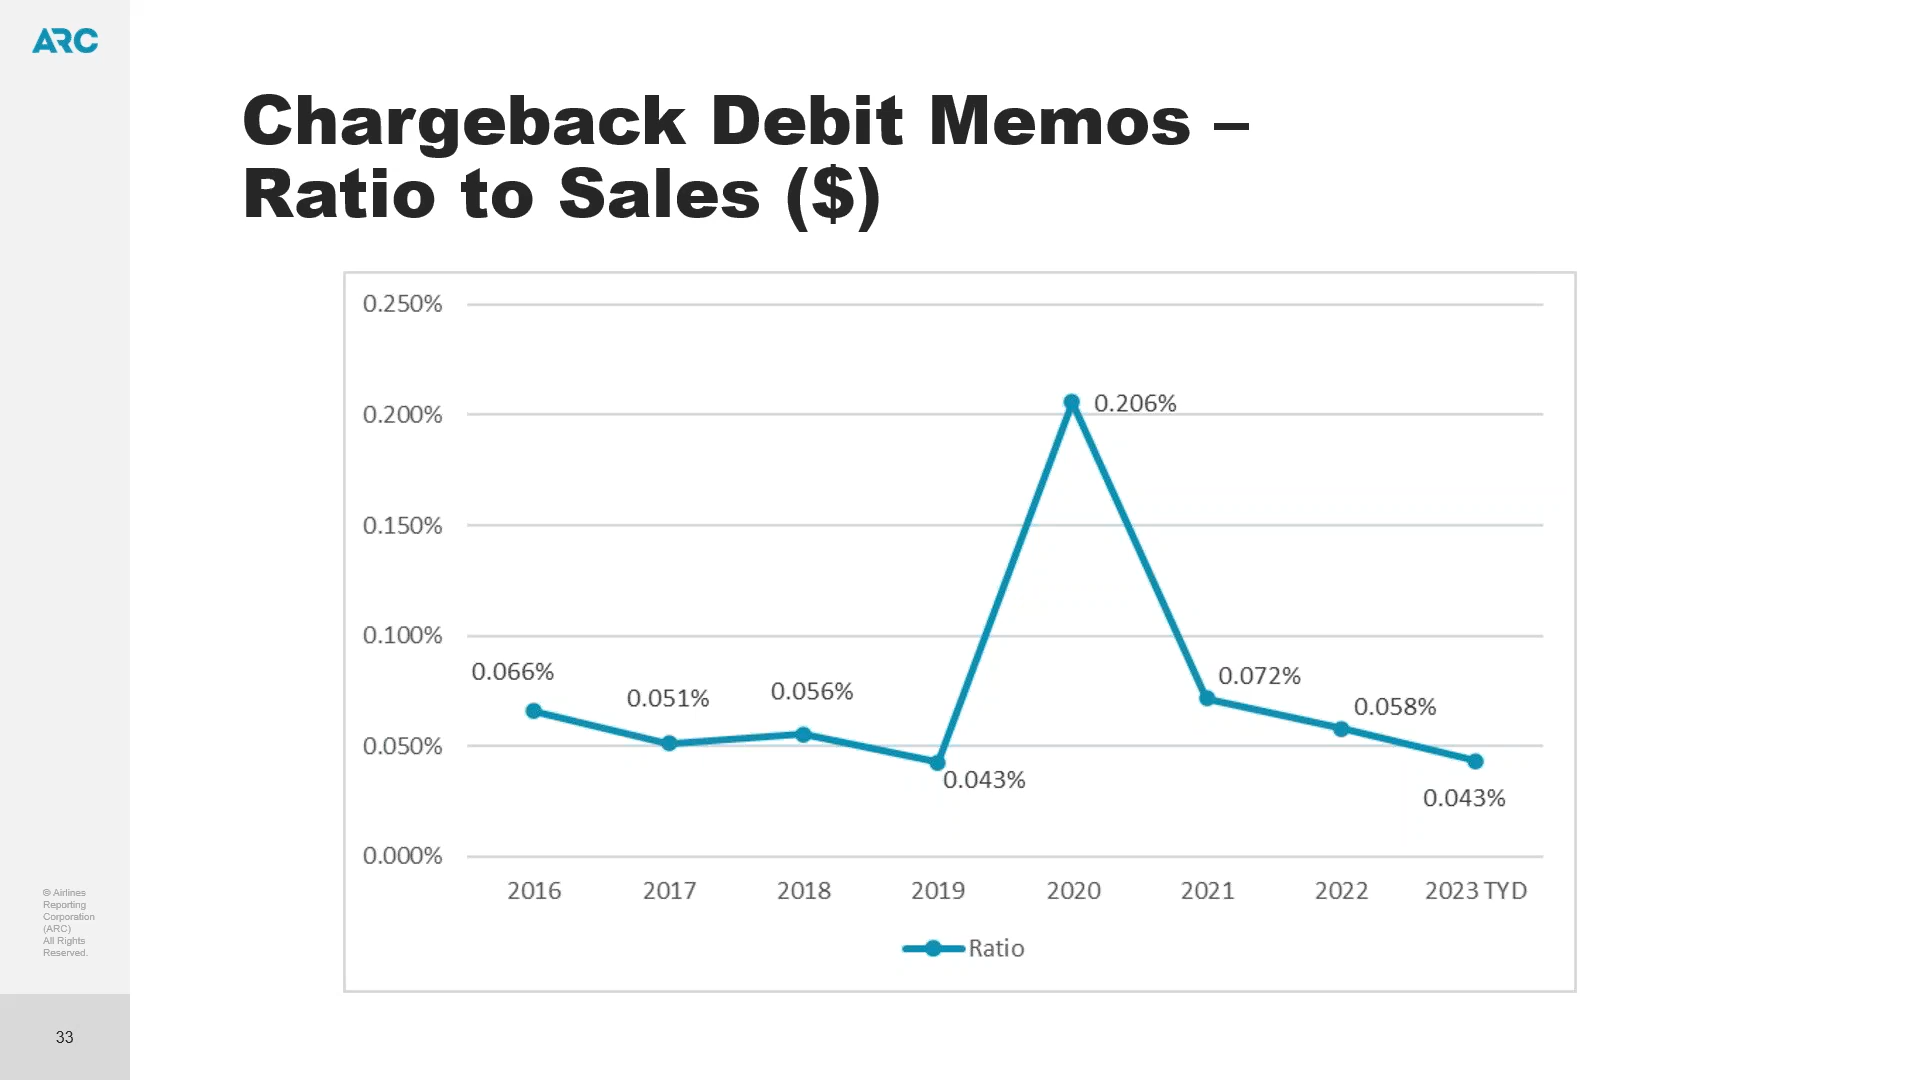 ARC
Chargeback Debit Memos –
Ratio to Sales ($)
0.250%
0.200%
0.150%
0.100%
0.050%
0.000%
0.066%
0.051%
0.056%
0.043%
0.206%
0.072%
0.058%
0.043%
2016
2017
2018
2019
2020
2021
2022
2023 TYD
Ratio
© Airlines
Reporting
Corporation
(ARC)
All Rights
Reserved.
33